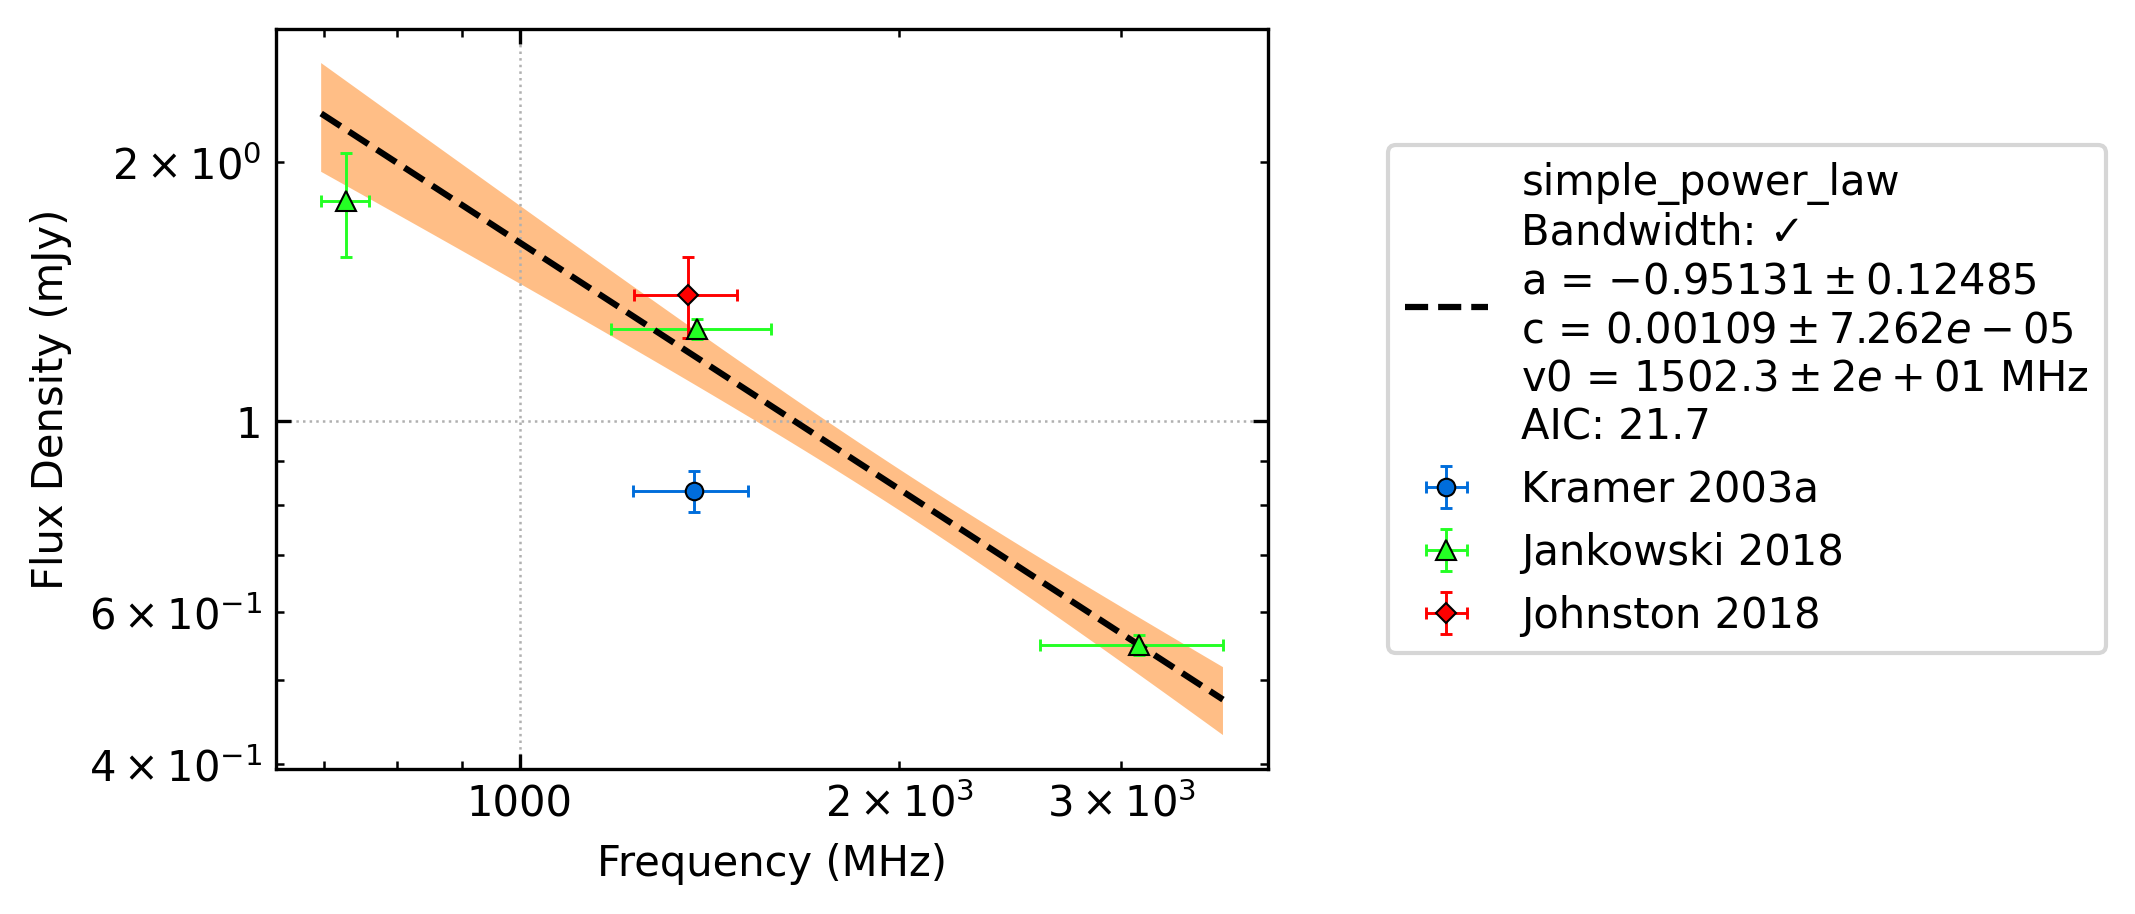 Flux Density (mJy)
2 × 10⁰
1
6 × 10⁻¹
4 × 10⁻¹
1000
2 × 10³
3 × 10³
Frequency (MHz)
simple_power_law
Bandwidth: ✓
a = −0.95131 ± 0.12485
c = 0.00109 ± 7.262e − 05
v0 = 1502.3 ± 2e + 01 MHz
AIC: 21.7
Kramer 2003a
Jankowski 2018
Johnston 2018